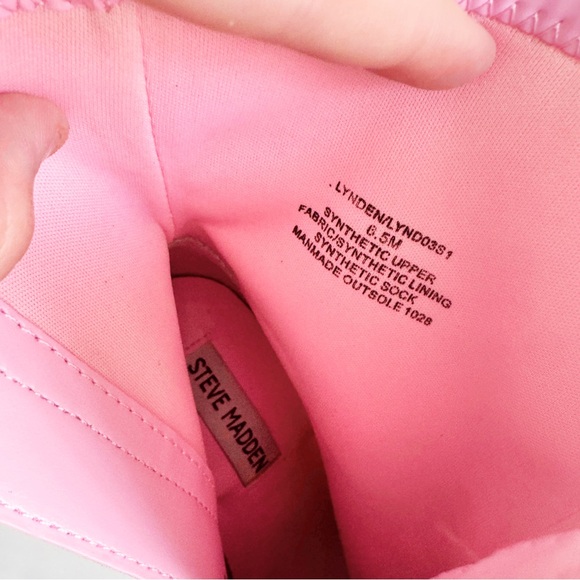 . LYNDEN/LYND03S1
6.5M
SYNTHETIC UPPER
FABRIC/SYNTHETIC LINING
SYNTHETIC SOCK
MANMADE OUTSOLE 1028
STEVE MADDEN